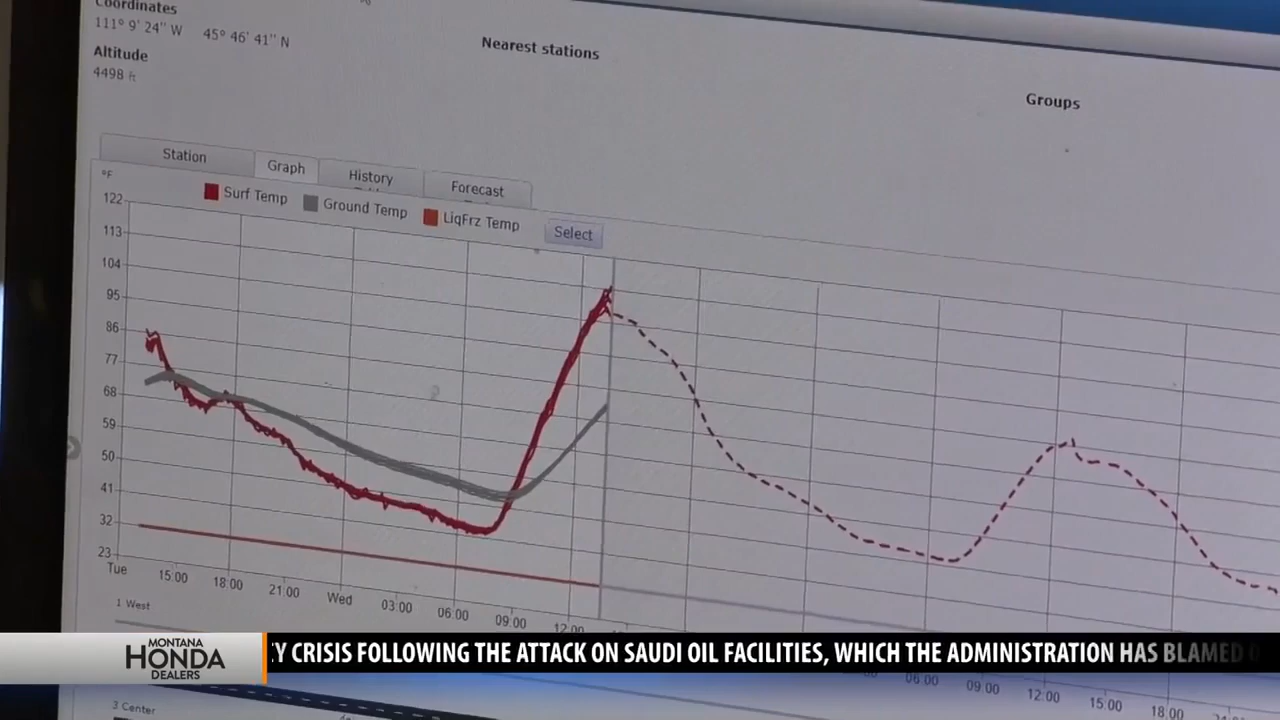 Coordinates
111° 9' 24" W 45° 46' 41" N
Altitude
4498 ft
Nearest stations
Groups
Station Graph History Forecast
°F
Surf Temp Ground Temp LiqFrz Temp Select
122
113
104
95
86
77
68
59
50
41
32
23
Tue 15:00 18:00 21:00 Wed 03:00 06:00 09:00 12:00
06:00 09:00 12:00 15:00 18:00
1 West
3 Center
MONTANA
HONDA
DEALERS
Y CRISIS FOLLOWING THE ATTACK ON SAUDI OIL FACILITIES, WHICH THE ADMINISTRATION HAS BLAMED